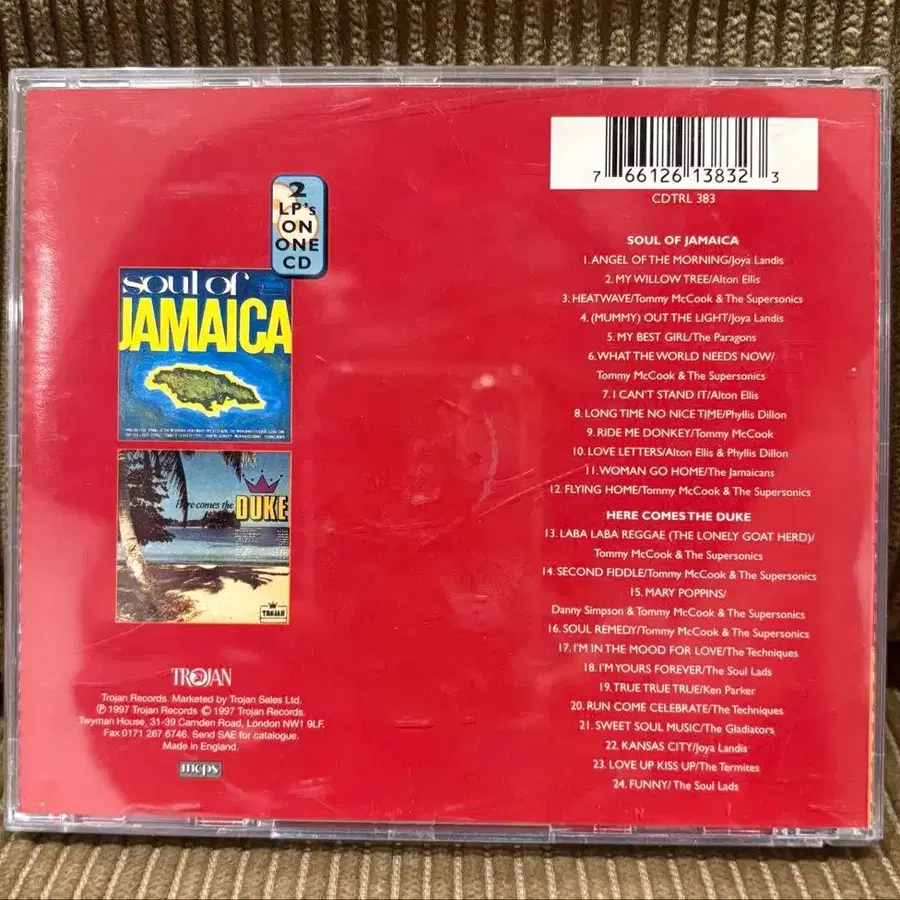 2
LP's
ON
ONE
CD
soul of
JAMAICA
Here comes the
DUKE
TROJAN
TROJAN
Trojan Records. Marketed by Trojan Sales Ltd.
℗ 1997 Trojan Records © 1997 Trojan Records.
Twyman House, 31-39 Camden Road, London NW1 9LF.
Fax 0171 267 6746. Send SAE for catalogue.
Made in England.
mcps
7 66126 13832 3
CDTRL 383
SOUL OF JAMAICA
1. ANGEL OF THE MORNING/Joya Landis
2. MY WILLOW TREE/Alton Ellis
3. HEATWAVE/Tommy McCook & The Supersonics
4. (MUMMY) OUT THE LIGHT/Joya Landis
5. MY BEST GIRL/The Paragons
6. WHAT THE WORLD NEEDS NOW/
Tommy McCook & The Supersonics
7. I CAN'T STAND IT/Alton Ellis
8. LONG TIME NO NICE TIME/Phyllis Dillon
9. RIDE ME DONKEY/Tommy McCook
10. LOVE LETTERS/Alton Ellis & Phyllis Dillon
11. WOMAN GO HOME/The Jamaicans
12. FLYING HOME/Tommy McCook & The Supersonics
HERE COMES THE DUKE
13. LABA LABA REGGAE (THE LONELY GOAT HERD)/
Tommy McCook & The Supersonics
14. SECOND FIDDLE/Tommy McCook & The Supersonics
15. MARY POPPINS/
Danny Simpson & Tommy McCook & The Supersonics
16. SOUL REMEDY/Tommy McCook & The Supersonics
17. I'M IN THE MOOD FOR LOVE/The Techniques
18. I'M YOURS FOREVER/The Soul Lads
19. TRUE TRUE TRUE/Ken Parker
20. RUN COME CELEBRATE/The Techniques
21. SWEET SOUL MUSIC/The Gladiators
22. KANSAS CITY/Joya Landis
23. LOVE UP KISS UP/The Termites
24. FUNNY/ The Soul Lads